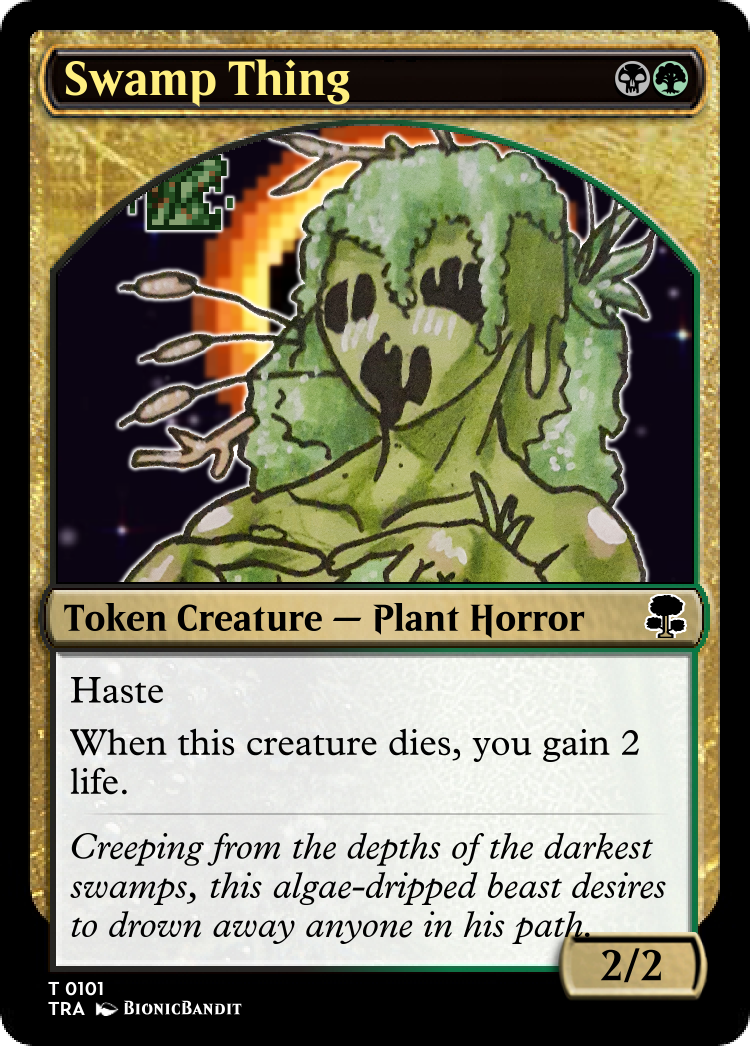 Swamp Thing
Token Creature — Plant Horror
Haste
When this creature dies, you gain 2
life.
Creeping from the depths of the darkest
swamps, this algae-dripped beast desires
to drown away anyone in his path.
2/2
T 0101
TRA BionicBandit